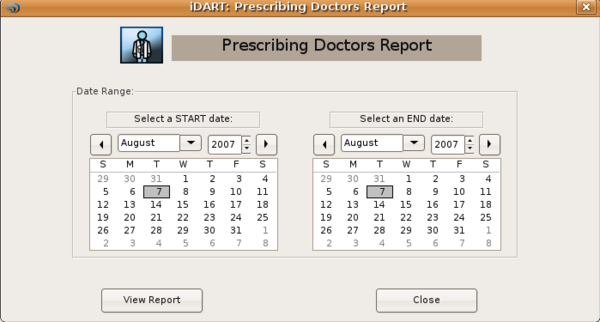 iDART: Prescribing Doctors Report
Prescribing Doctors Report
Date Range:
Select a START date:
August 2007
S M T W T F S
29 30 31 1 2 3 4
5 6 7 8 9 10 11
12 13 14 15 16 17 18
19 20 21 22 23 24 25
26 27 28 29 30 31 1
2 3 4 5 6 7 8
Select an END date:
August 2007
S M T W T F S
29 30 31 1 2 3 4
5 6 7 8 9 10 11
12 13 14 15 16 17 18
19 20 21 22 23 24 25
26 27 28 29 30 31 1
2 3 4 5 6 7 8
View Report
Close